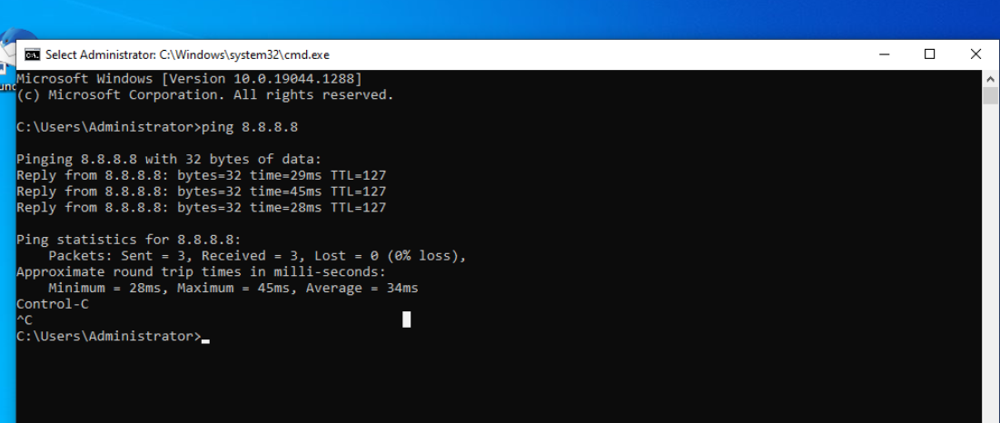 Select Administrator: C:\Windows\system32\cmd.exe
Microsoft Windows [Version 10.0.19044.1288]
(c) Microsoft Corporation. All rights reserved.
C:\Users\Administrator>ping 8.8.8.8
Pinging 8.8.8.8 with 32 bytes of data:
Reply from 8.8.8.8: bytes=32 time=29ms TTL=127
Reply from 8.8.8.8: bytes=32 time=45ms TTL=127
Reply from 8.8.8.8: bytes=32 time=28ms TTL=127
Ping statistics for 8.8.8.8:
    Packets: Sent = 3, Received = 3, Lost = 0 (0% loss),
Approximate round trip times in milli-seconds:
    Minimum = 28ms, Maximum = 45ms, Average = 34ms
Control-C
^C
C:\Users\Administrator>